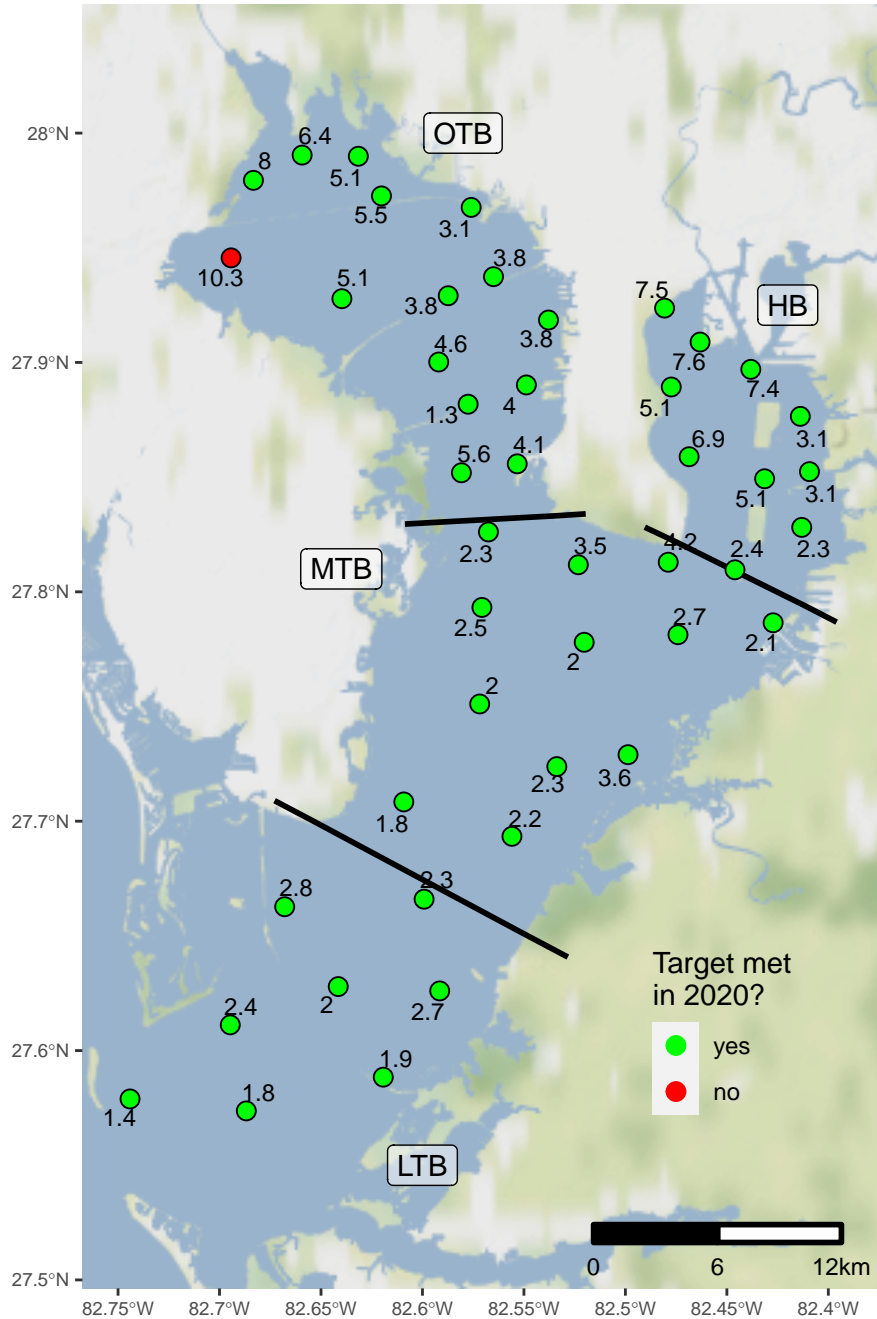 28°N
27.9°N
27.8°N
27.7°N
27.6°N
27.5°N
OTB
6.4
8
5.1
5.5
3.1
10.3
5.1
3.8
3.8
3.8
4.6
1.3
4
5.6
4.1
HB
7.5
7.6
7.4
5.1
3.1
6.9
5.1
3.1
2.3
MTB
2.3
3.5
4.2
2.4
2.5
2
2.7
2.1
2
2.3
3.6
1.8
2.2
2.3
2.8
2
2.7
2.4
1.9
1.4
1.8
LTB
Target met
in 2020?
yes
no
0 6 12km
82.75°W 82.7°W 82.65°W 82.6°W 82.55°W 82.5°W 82.45°W 82.4°W